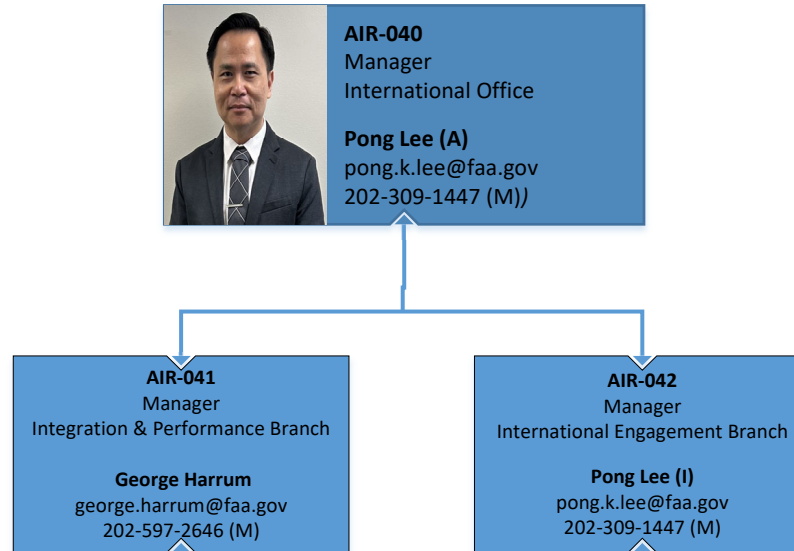 AIR-040
Manager
International Office
Pong Lee (A)
pong.k.lee@faa.gov
202-309-1447 (M))
AIR-041
Manager
Integration & Performance Branch
George Harrum
george.harrum@faa.gov
202-597-2646 (M)
AIR-042
Manager
International Engagement Branch
Pong Lee (I)
pong.k.lee@faa.gov
202-309-1447 (M)